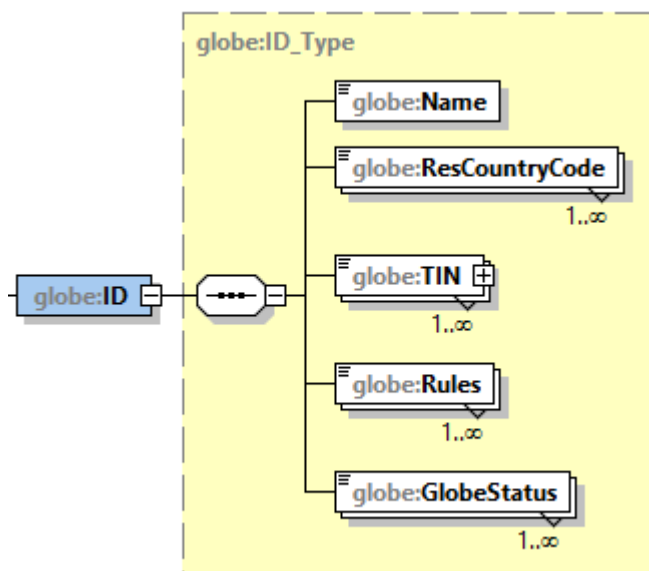 globe:ID_Type
globe:Name
globe:ResCountryCode
1..∞
globe:ID
globe:TIN
1..∞
globe:Rules
1..∞
globe:GlobeStatus
1..∞